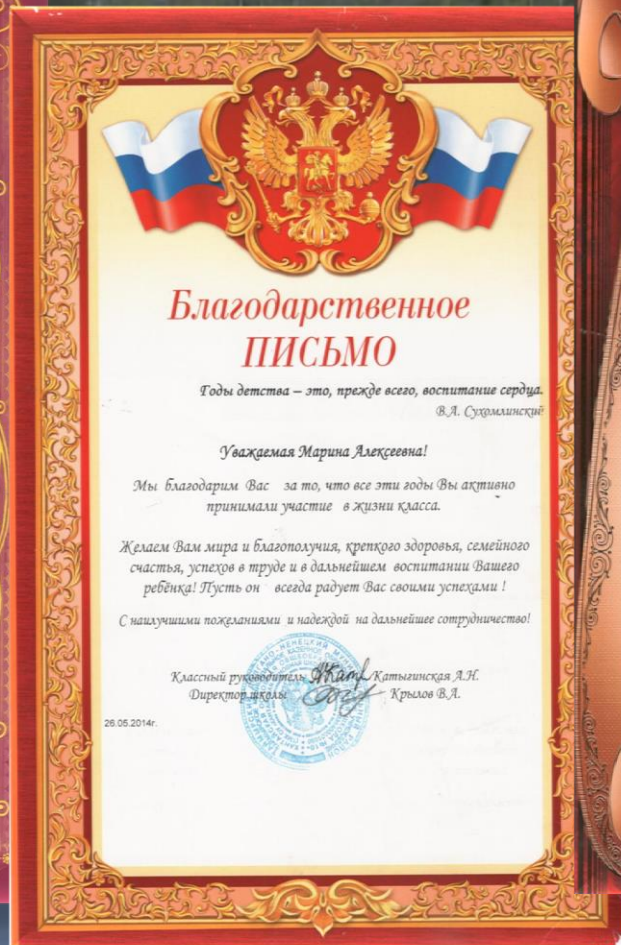 Благодарственное
ПИСЬМО
Годы детства – это, прежде всего, воспитание сердца.
В.А. Сухомлинский
Уважаемая Марина Алексеевна!
Мы благодарим Вас за то, что все эти годы Вы активно
принимали участие в жизни класса.
Желаем Вам мира и благополучия, крепкого здоровья, семейного
счастья, успехов в труде и в дальнейшем воспитании Вашего
ребёнка! Пусть он всегда радует Вас своими успехами !
С наилучшими пожеланиями и надеждой на дальнейшее сотрудничество!
Классный руководитель Катыгинская А.Н.
Директор школы Крылов В.А.
26.05.2014г.